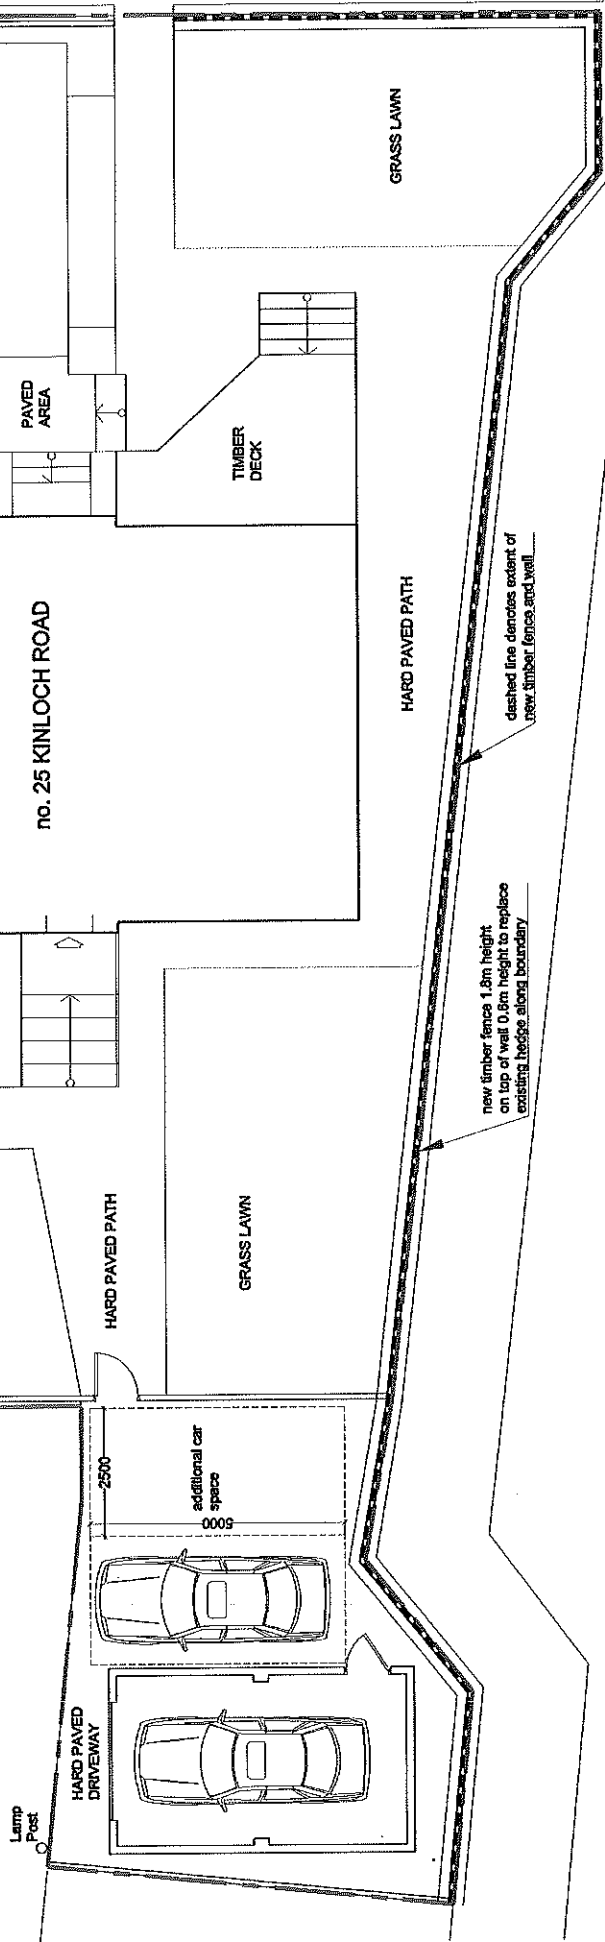 GRASS LAWN
PAVED
AREA
TIMBER
DECK
no. 25 KINLOCH ROAD
HARD PAVED PATH
dashed line denotes extent of
new timber fence and wall
new timber fence 1.8m height
on top of wall 0.6m height to replace
existing hedge along boundary
HARD PAVED PATH
GRASS LAWN
2500
additional car
space
5000
HARD PAVED
DRIVEWAY
Lamp
Post